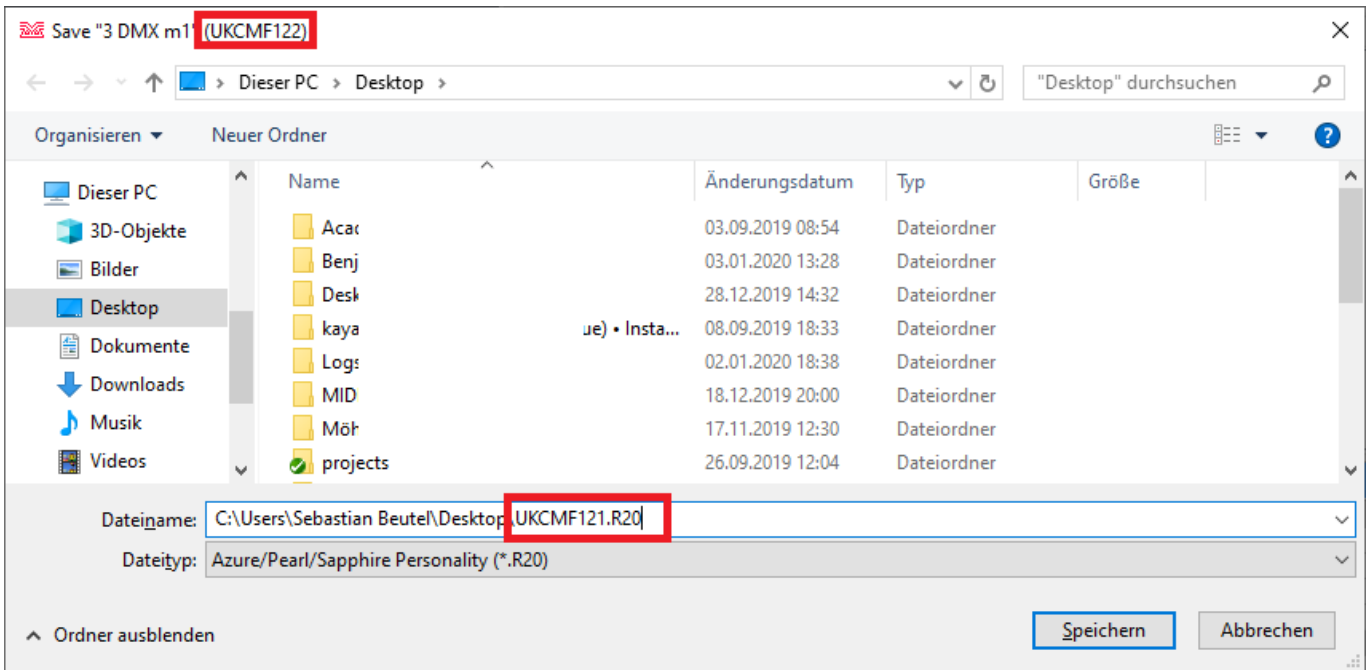 Save "3 DMX m1" (UKCMF122)
Dieser PC > Desktop >
"Desktop" durchsuchen
Organisieren
Neuer Ordner
?
Name Änderungsdatum Typ Größe
Dieser PC
3D-Objekte
Bilder
Desktop
Dokumente
Downloads
Musik
Videos
03.09.2019 08:54 Dateiordner
Benj 03.01.2020 13:28 Dateiordner
Desk 28.12.2019 14:32 Dateiordner
kaya ue) • Insta... 08.09.2019 18:33 Dateiordner
Logs 02.01.2020 18:38 Dateiordner
MID 18.12.2019 20:00 Dateiordner
Möh 17.11.2019 12:30 Dateiordner
projects 26.09.2019 12:04 Dateiordner
Dateiname: C:\Users\Sebastian Beutel\Desktop\UKCMF121.R20
Dateityp: Azure/Pearl/Sapphire Personality (*.R20)
Ordner ausblenden
Speichern
Abbrechen